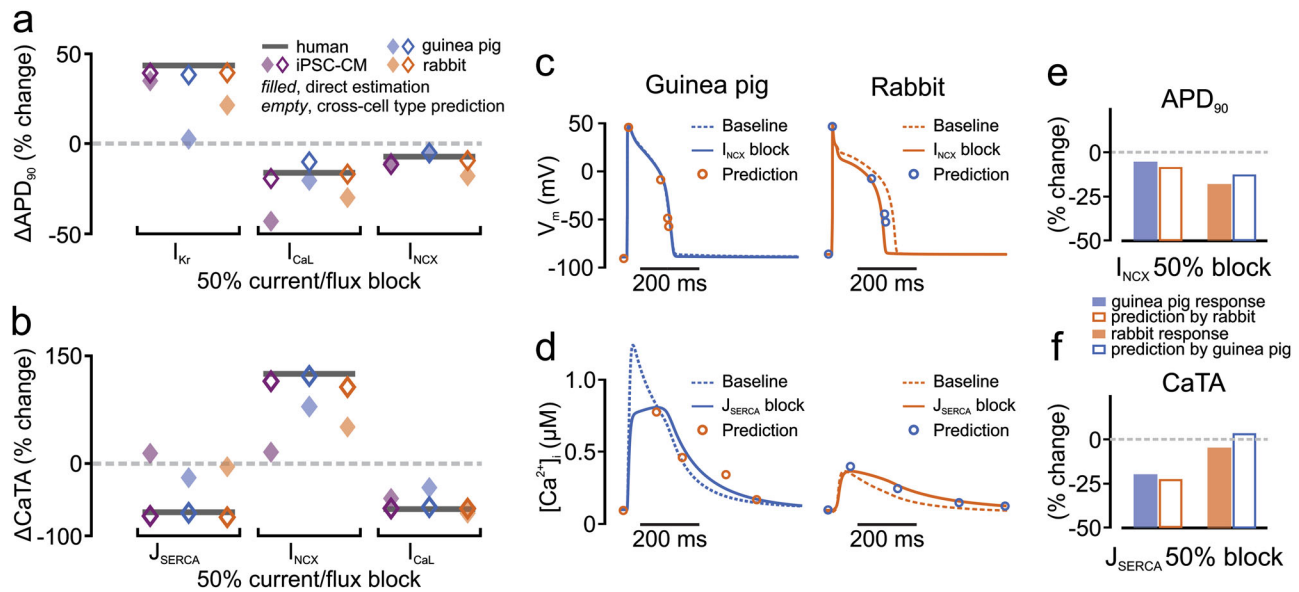 a
ΔAPD90 (% change)
50
0
-50
human
guinea pig
iPSC-CM
rabbit
filled, direct estimation
empty, cross-cell type prediction
IKr
ICaL
INCX
50% current/flux block
b
ΔCaTA (% change)
150
0
-100
JSERCA
INCX
ICaL
50% current/flux block
c
Guinea pig
Rabbit
Vm (mV)
50
0
-50
-100
Baseline
INCX block
Prediction
Baseline
INCX block
Prediction
200 ms
200 ms
d
[Ca2+]i (μM)
1.0
0.5
0
Baseline
JSERCA block
Prediction
Baseline
JSERCA block
Prediction
200 ms
200 ms
e
APD90
(% change)
0
-25
-50
INCX 50% block
guinea pig response
prediction by rabbit
rabbit response
prediction by guinea pig
f
CaTA
(% change)
0
-25
-50
JSERCA 50% block